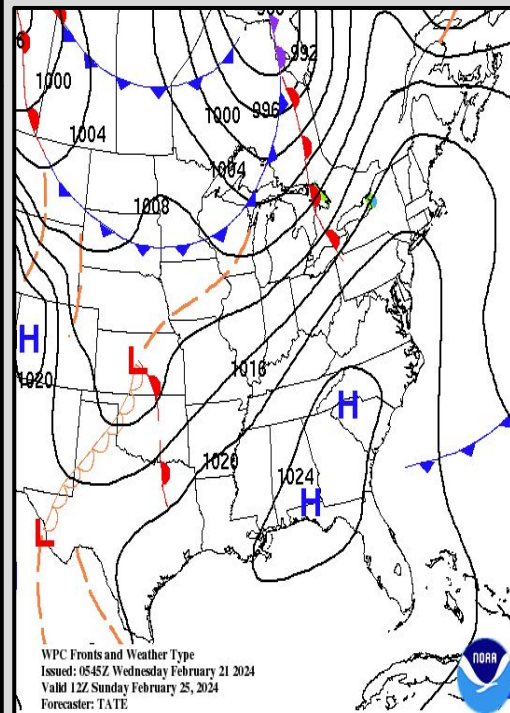 992
1000
1000
996
1004
1004
1008
H
1020
L
1016
H
1020
1024
H
L
WPC Fronts and Weather Type
Issued: 0545Z Wednesday February 21 2024
Valid 12Z Sunday February 25, 2024
Forecaster: TATE
NOAA